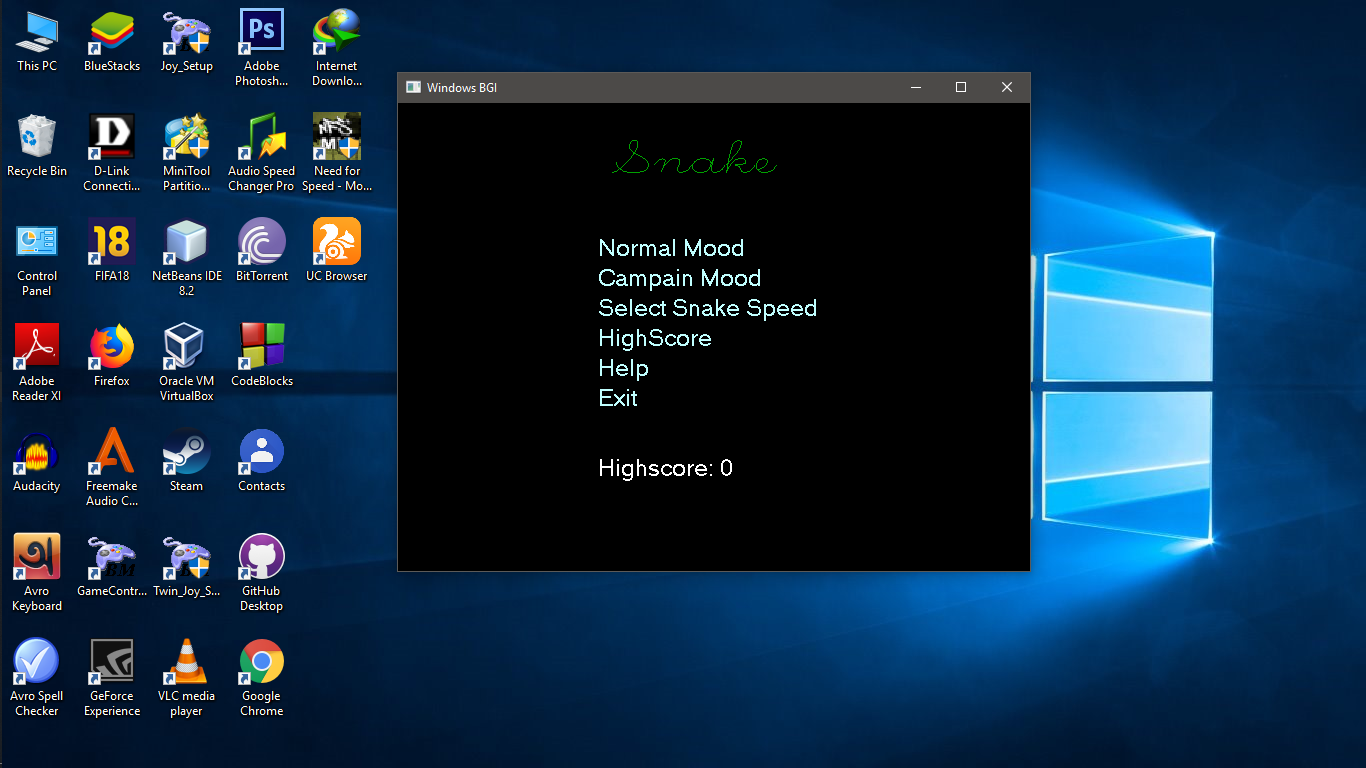 This PC
BlueStacks
Joy_Setup
Adobe
Photosh...
Internet
Downlo...
Recycle Bin
D-Link
Connecti...
MiniTool
Partitio...
Audio Speed
Changer Pro
Need for
Speed - Mo...
Control
Panel
FIFA18
NetBeans IDE
8.2
BitTorrent
UC Browser
Adobe
Reader XI
Firefox
Oracle VM
VirtualBox
CodeBlocks
Audacity
Freemake
Audio C...
Steam
Contacts
Avro
Keyboard
GameContr...
Twin_Joy_S...
GitHub
Desktop
Avro Spell
Checker
GeForce
Experience
VLC media
player
Google
Chrome
Ps
D
NFS
18
অ
BM
Windows BGI
Snake
Normal Mood
Campain Mood
Select Snake Speed
HighScore
Help
Exit
Highscore: 0